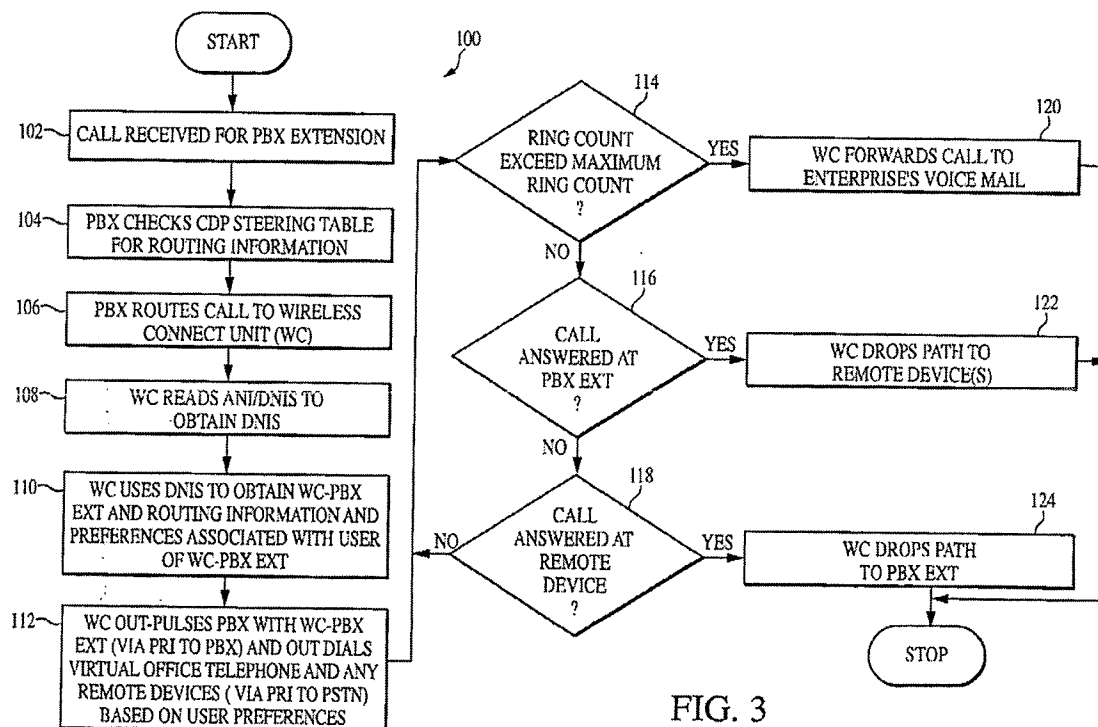 START
100
102
CALL RECEIVED FOR PBX EXTENSION
104
PBX CHECKS CDP STEERING TABLE
FOR ROUTING INFORMATION
106
PBX ROUTES CALL TO WIRELESS
CONNECT UNIT (WC)
108
WC READS ANI/DNIS TO
OBTAIN DNIS
110
WC USES DNIS TO OBTAIN WC-PBX
EXT AND ROUTING INFORMATION AND
PREFERENCES ASSOCIATED WITH USER
OF WC-PBX EXT
112
WC OUT-PULSES PBX WITH WC-PBX
EXT (VIA PRI TO PBX) AND OUT DIALS
VIRTUAL OFFICE TELEPHONE AND ANY
REMOTE DEVICES ( VIA PRI TO PSTN)
BASED ON USER PREFERENCES
114
RING COUNT
EXCEED MAXIMUM
RING COUNT
?
YES
NO
120
WC FORWARDS CALL TO
ENTERPRISE'S VOICE MAIL
116
CALL
ANSWERED AT
PBX EXT
?
YES
NO
122
WC DROPS PATH TO
REMOTE DEVICE(S)
118
CALL
ANSWERED AT
REMOTE
DEVICE
?
NO
YES
124
WC DROPS PATH
TO PBX EXT
STOP
FIG. 3